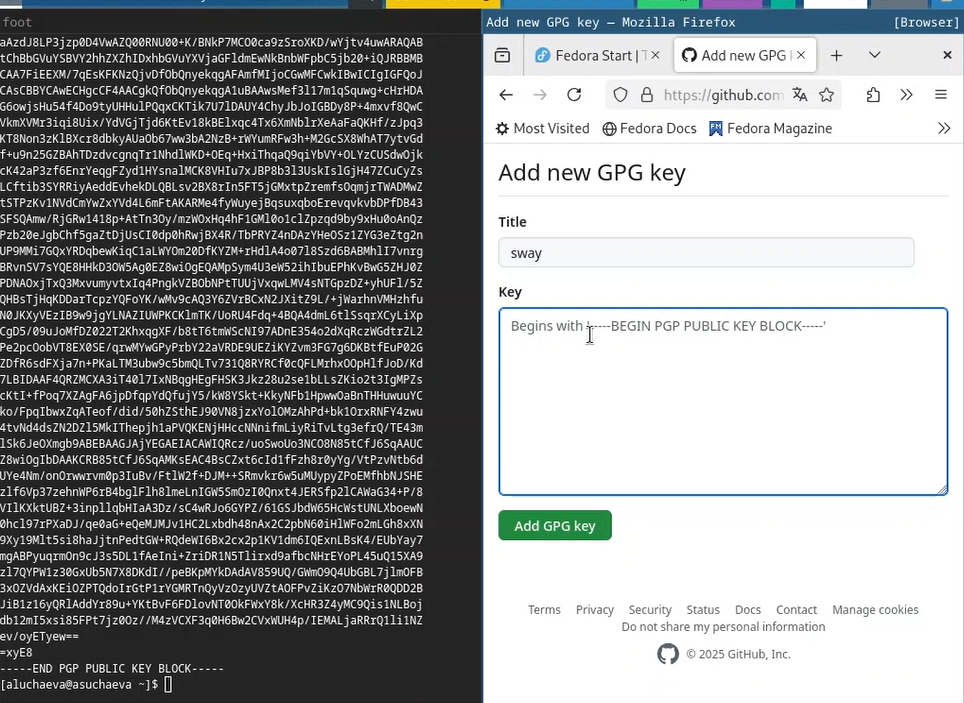 foot
aAzdJ8LP3jzp0D4VwAZQ00RNU00+K/BNkP7MCO0ca9zSroXKD/wYjtv4uwARAQAB
tChBbGVuYSBVY2hhZXZhIDxhbGVuYXVjaGFldmEwNkBnbWFpbC5jb20+iQJRBBMB
CAA7FiEEXM/7qEsKFKNzQjvDfObQnyekqgAFAmfMIjoCGwMFCwkIBwICIgIGFQoJ
CAsCBBYCAwECHgcCF4AACgkQfObQnyekqgA1uBAAwsMef3l17m1qSquwg+cHrHDA
G6owjsHu54f4Do9tyUHHulPQqxCKTik7U7lDAUY4ChyJbJoIGBDy8P+4mxvf8QwC
VkmXVMr3iqi8Uix/YdVGjTjd6KtEv18kBElxqc4Tx6XmNblrXeAaFaQKHf/zJpq3
KT8Non3zKlBXcr8dbkyAUaOb67ww3bA2NzB+rWYumRFw3h+M2GcSX8WhAT7ytvGd
f+u9n25GZBAhTDzdvcgnqTr1NhdlWKD+OEq+HxiThqaQ9qiYbVY+OLYzCUSdwOjk
cK42aP3zf6EnrYeqgFZyd1HYsnalMCK8VHIu7xJBP8b3l3UskIslGjH47ZCuCyZs
LCftib3SYRRiyAeddEvhekDLQBLsv2BX8rIn5FT5jGMxtpZremfsOqmjrTWADMwZ
tSTPzKv1NVdCmYwZxYVd4L6mFtAKARMe4fyWuyejBqsuxqboErevqvkvbDPfDB43
SFSQAmw/RjGRw1418p+AtTn3Oy/mzWOxHq4hF1GMl0o1clZpzqd9by9xHu0oAnQz
Pzb20eJgbChf5gaZtDjUsCI0dp0hRwjBX4R/TbPRYZ4nDAzYHeOSz1ZYG3eZtg2n
UP9MMi7GQxYRDqbewKiqC1aLWYOm20DfKYZM+rHdlA4o07l8Szd6BABMhlI7vnrg
BRvnSV7sYQE8HHkD3OW5Ag0EZ8wiOgEQAMpSym4U3eW52ihIbuEPhKvBwG5ZHJ0Z
PDNAOxjTxQ3MxvumyvtxIq4PngkVZBObNPtTUUjVxqwLMV4sNTGpzDZ+yhUFl/5Z
QHBsTjHqKDDarTcpzYQFoYK/wMv9cAQ3Y6ZVrBCxN2JXitZ9L/+jWarhnVMHzhfu
N0JKXyVEzIB9w9jgYLNAZIUWPKCKlmTK/UoRU4Fdq+4BQA4dmL6tlSsqrXCyLiXp
CgD5/09uJoMfDZ022T2KhxqgXF/b8tT6tmWScNI97ADnE354o2dXqRczWGdtrZL2
Pe2pcOobVT8EX0SE/qrwMYwGPyPrbY22aVRDE9UEZiKYZvm3FG7g6DKBtfEuP02G
ZDfR6sdFXja7n+PKaLTM3ubw9c5bmQLTv731Q8RYRCf0cQFLMrhxOOpHlfJoD/Kd
7LBIDAAF4QRZMCXA3iT40l7IxNBqgHEgFHSK3Jkz28u2se1bLLsZKio2t3IgMPZs
cKtI+fPoq7XZAgFA6jpDfqpYdQfujY5/kW8YSkt+KkyNFb1HpwwOaBnTHHuwuuYC
ko/FpqIbwxZqATeof/did/50hZSthEJ90VN8jzxYolOMzAhPd+bk1OrxRNFY4zwu
4tvNd4dsZN2DZl5MkIThepjh1aPVQKENjHHccNNnifmLiyRiTvLtg3efrQ/TE43m
lSk6JeOXmgb9ABEBAAGJAjYEGAEIACAWIQRcz/uoSwoUo3NCO8N85tCfJ6SqAAUC
Z8wiOgIbDAAKCRB85tCfJ6SqAMKsEAC4BsCZxt6cId1fFzh8r0yYg/VtPzvNtb6d
UYe4Nm/onOrwwrvm0p3IuBv/FtlW2f+DJM++SRmvkr6w5uMUypyZPoEMfhbNJSHE
zlf6Vp37zehnWP6rB4bglFlh8lmeLnIGW5SmOzI0Qnxt4JERSfp2lCAWaG34+P/8
VIlKXktUBZ+3inpllqbHIaA3Dz/sC4wRJo6GYPZ/61GSJbdW65HcWstUNLXboewN
0hcl97rPXaDJ/qe0aG+eQeMJMJv1HC2Lxbdh48nAx2C2pbN60iHlWFo2mLGh8xXN
9Xy19Mlt5si8haJjtnPedtGW+RQdeWI6Bx2cx2p1KV1dm6IQExnLBsK4/EUbYay7
mgABPyuqrmOn9cJ3s5DL1fAeIni+ZriDR1N5Tlirxd9afbcNHrEYoPL45uQ15XA9
zl7QYPW1z30GxUb5N7X8DKdI//peBKpMYkDAdAV859UQ/GWmO9Q4UbGBL7jlmOFB
3xOZVdAxKEiOZPTQdoIrGtP1rYGMRTnQyVzOzyUVZtAOFPvZiKzO7NbWrR0QDD2B
JiB1z16yQRlAddYr89u+YKtBvF6FDlovNT0OkFWxY8k/XcHR3Z4yMC9Qis1NLBoj
db12mI5xsi85FPt7jz0Oz//M4zVCXF3q0H6Bw2CVxWUH4p/IEMALjaRRrQ1li1NZ
ev/oyETyew==
=xyE8
-----END PGP PUBLIC KEY BLOCK-----
[aluchaeva@asuchaeva ~]$
Add new GPG key — Mozilla Firefox [Browser]
Fedora Start | T
Add new GPG k
https://github.com
Most Visited Fedora Docs Fedora Magazine
Add new GPG key
Title
sway
Key
Begins with '-----BEGIN PGP PUBLIC KEY BLOCK-----'
Add GPG key
Terms Privacy Security Status Docs Contact Manage cookies
Do not share my personal information
© 2025 GitHub, Inc.